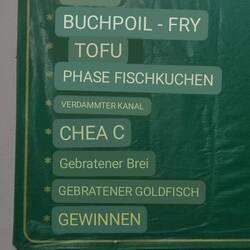 * BUCHPOIL - FRY
TOFU
* PHASE FISCHKUCHEN
* VERDAMMTER KANAL
* CHEA C
* Gebratener Brei
* GEBRATENER GOLDFISCH
* GEWINNEN